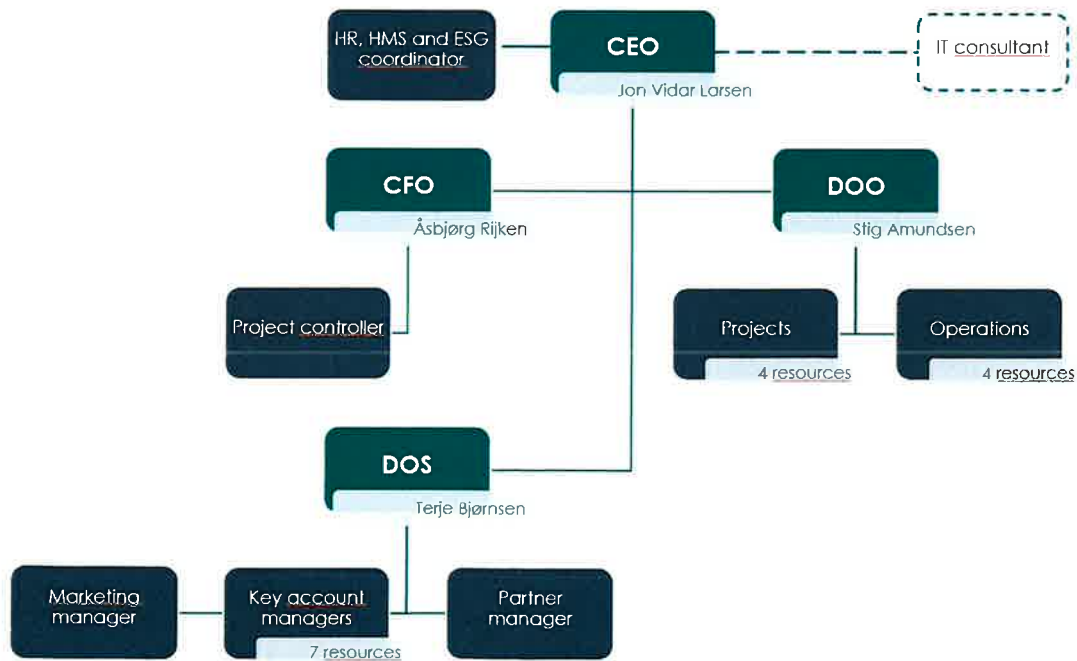 HR, HMS and ESG
coordinator
CEO
Jon Vidar Larsen
IT consultant
CFO
Åsbjørg Rijken
DOO
Stig Amundsen
Project controller
Projects
4 resources
Operations
4 resources
DOS
Terje Bjørnsen
Marketing
manager
Key account
managers
7 resources
Partner
manager